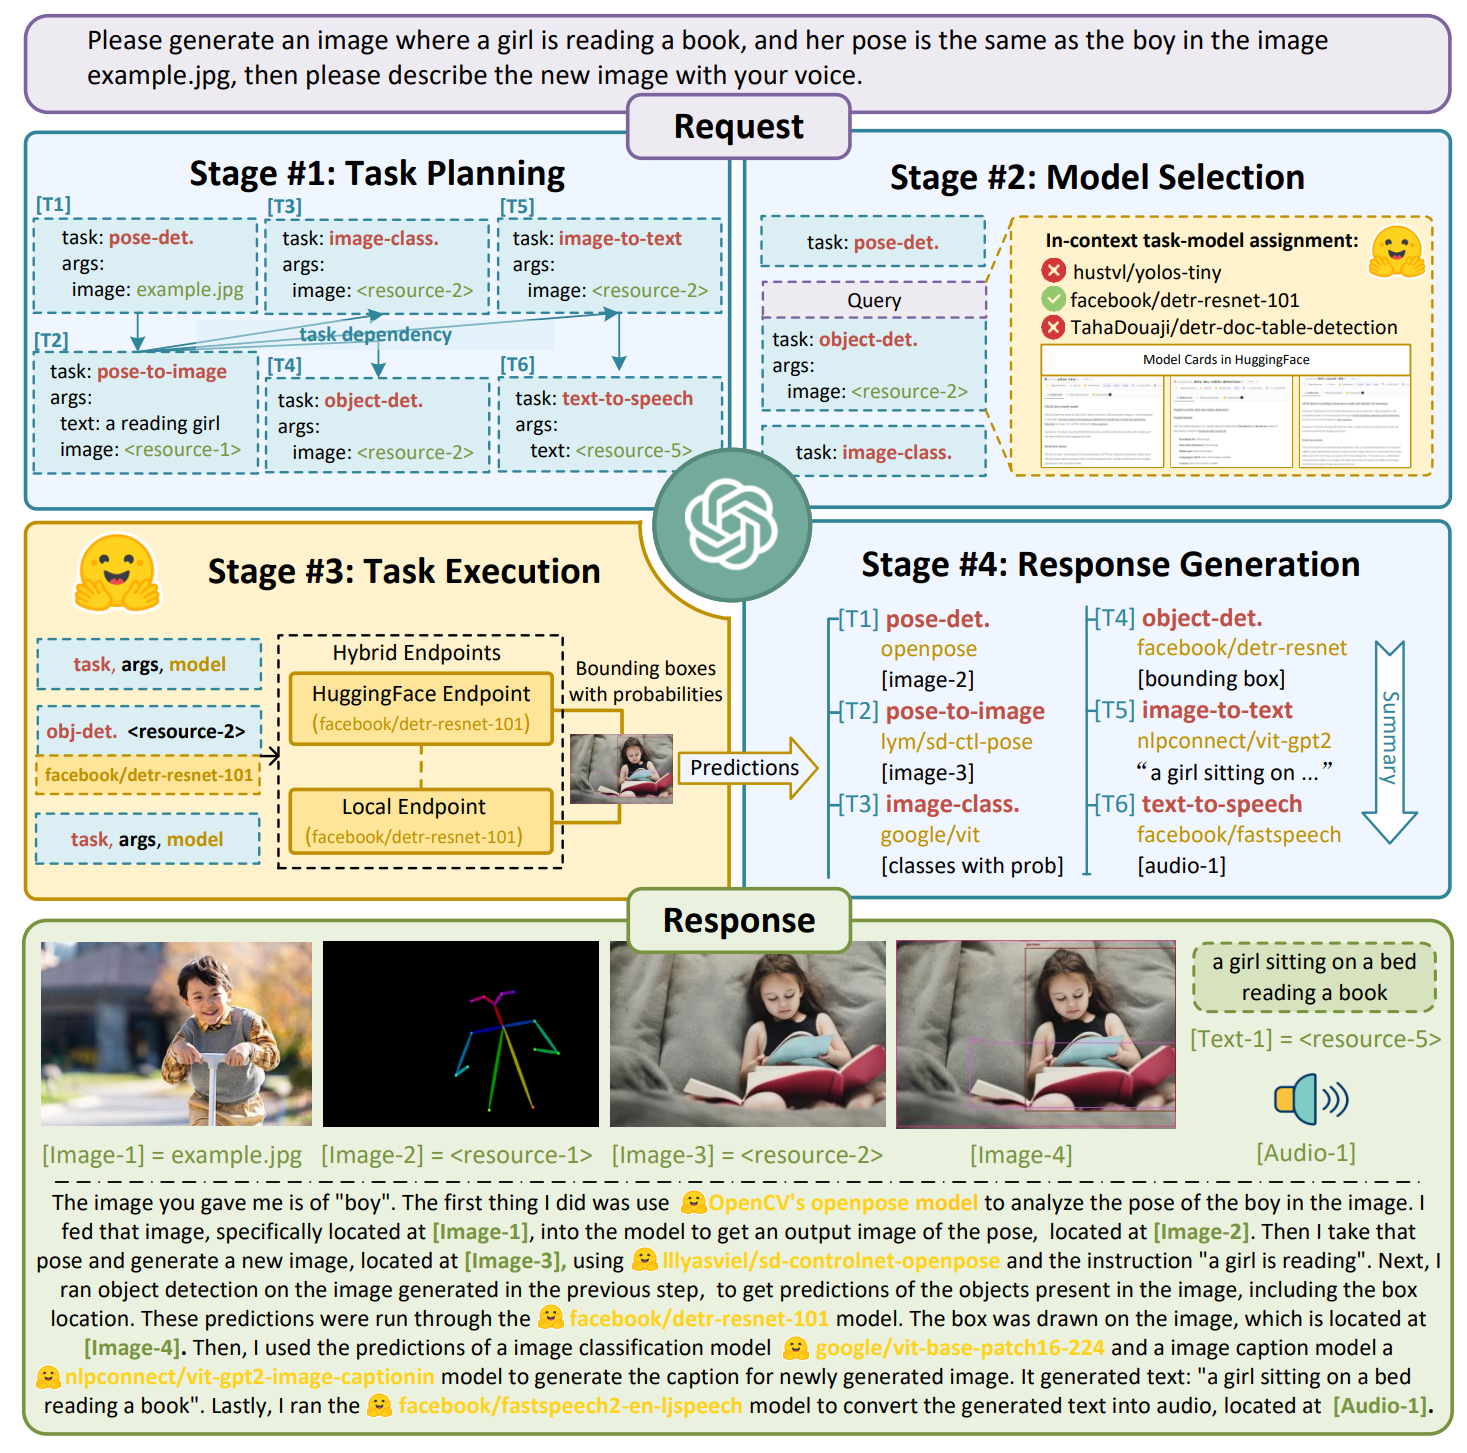 Please generate an image where a girl is reading a book, and her pose is the same as the boy in the image
example.jpg, then please describe the new image with your voice.
Request
Stage #1: Task Planning
[T1]
task: pose-det.
args:
image: example.jpg
[T3]
task: image-class.
args:
image: <resource-2>
[T5]
task: image-to-text
args:
image: <resource-2>
task dependency
[T2]
task: pose-to-image
args:
text: a reading girl
image: <resource-1>
[T4]
task: object-det.
args:
image: <resource-2>
[T6]
task: text-to-speech
args:
text: <resource-5>
Stage #2: Model Selection
task: pose-det.
Query
task: object-det.
args:
image: <resource-2>
task: image-class.
In-context task-model assignment:
hustvl/yolos-tiny
facebook/detr-resnet-101
TahaDouaji/detr-doc-table-detection
Model Cards in HuggingFace
Stage #3: Task Execution
task, args, model
obj-det. <resource-2>
facebook/detr-resnet-101
task, args, model
Hybrid Endpoints
HuggingFace Endpoint
(facebook/detr-resnet-101)
Local Endpoint
(facebook/detr-resnet-101)
Bounding boxes
with probabilities
Predictions
Stage #4: Response Generation
[T1] pose-det.
openpose
[image-2]
[T2] pose-to-image
lym/sd-ctl-pose
[image-3]
[T3] image-class.
google/vit
[classes with prob]
[T4] object-det.
facebook/detr-resnet
[bounding box]
[T5] image-to-text
nlpconnect/vit-gpt2
“ a girl sitting on ... ”
[T6] text-to-speech
facebook/fastspeech
[audio-1]
Summary
Response
a girl sitting on a bed
reading a book
[Text-1] = <resource-5>
[Image-1] = example.jpg
[Image-2] = <resource-1>
[Image-3] = <resource-2>
[Image-4]
[Audio-1]
The image you gave me is of "boy". The first thing I did was use OpenCV's openpose model to analyze the pose of the boy in the image. I
fed that image, specifically located at [Image-1], into the model to get an output image of the pose, located at [Image-2]. Then I take that
pose and generate a new image, located at [Image-3], using lllyasviel/sd-controlnet-openpose and the instruction "a girl is reading". Next, I
ran object detection on the image generated in the previous step, to get predictions of the objects present in the image, including the box
location. These predictions were run through the facebook/detr-resnet-101 model. The box was drawn on the image, which is located at
[Image-4]. Then, I used the predictions of a image classification model google/vit-base-patch16-224 and a image caption model a
nlpconnect/vit-gpt2-image-captionin model to generate the caption for newly generated image. It generated text: "a girl sitting on a bed
reading a book". Lastly, I ran the facebook/fastspeech2-en-ljspeech model to convert the generated text into audio, located at [Audio-1].